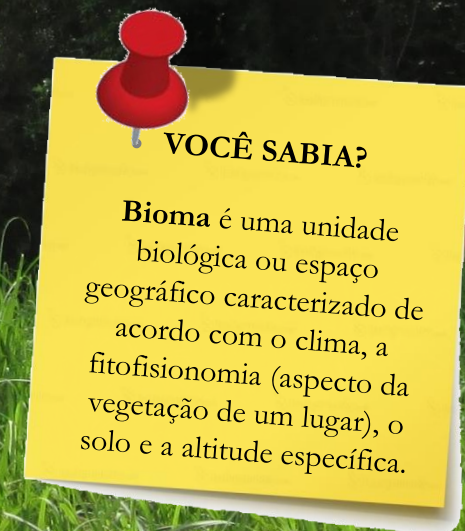 VOCÊ SABIA?
Bioma é uma unidade
biológica ou espaço
geográfico caracterizado de
acordo com o clima, a
fitofisionomia (aspecto da
vegetação de um lugar), o
solo e a altitude específica.